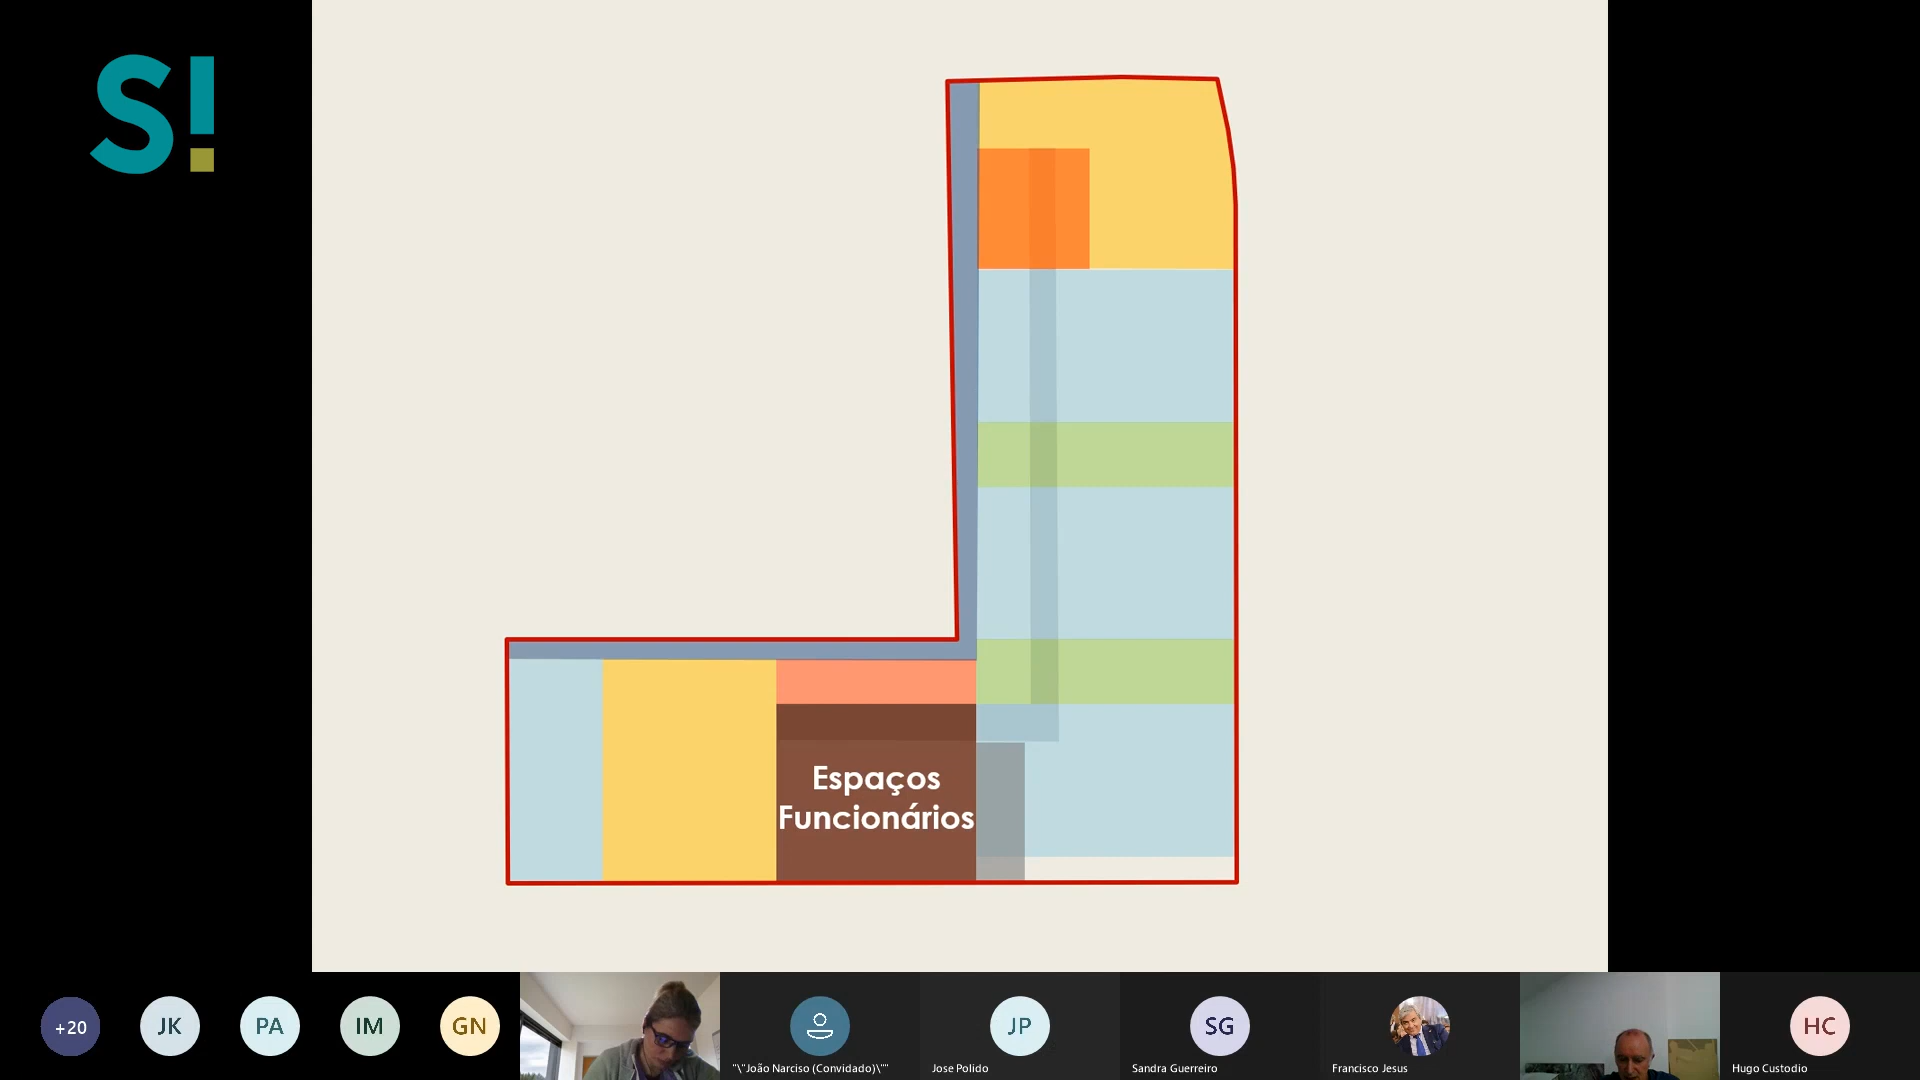 S!
Espaços
Funcionários
+20
JK
PA
IM
GN
JP
SG
HC
"\"João Narciso (Convidado)\""
Jose Polido
Sandra Guerreiro
Francisco Jesus
Hugo Custodio